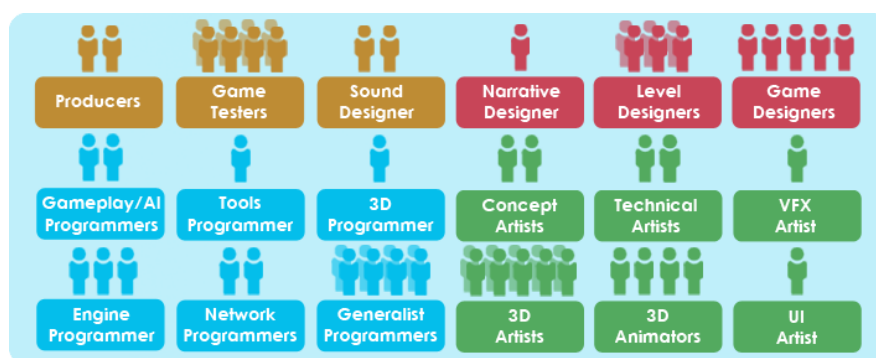 Producers
Game
Testers
Sound
Designer
Narrative
Designer
Level
Designers
Game
Designers
Gameplay/AI
Programmers
Tools
Programmer
3D
Programmer
Concept
Artists
Technical
Artists
VFX
Artist
Engine
Programmer
Network
Programmers
Generalist
Programmers
3D
Artists
3D
Animators
UI
Artist